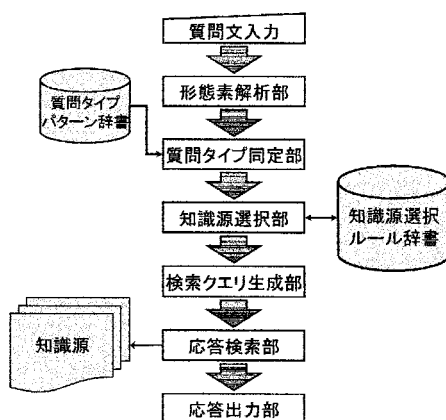 質問文入力
形態素解析部
質問タイプ
パターン辞書
質問タイプ同定部
知識源選択部
知識源選択
ルール辞書
検索クエリ生成部
知識源
応答検索部
応答出力部